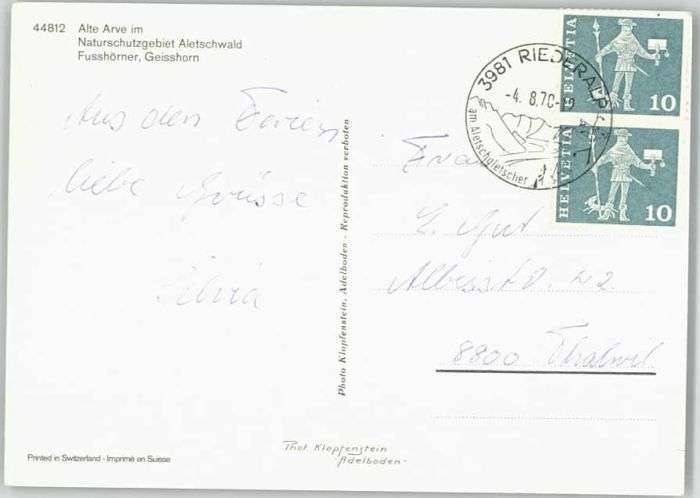 44812 Alte Arve im
Naturschutzgebiet Aletschwald
Fusshörner, Geisshorn
Aus den Ferien
liebe Grüsse
Silvia
Photo Klopfenstein, Adelboden - Reproduktion verboten
3981 RIEDERALP
-4. 8.70-
am Aletschgletscher
HELVETIA
10
HELVETIA
10
Frau
L. Gut
8800 Thalwil
Phot. Klopfenstein
- Adelboden -
Printed in Switzerland - Imprimé en Suisse